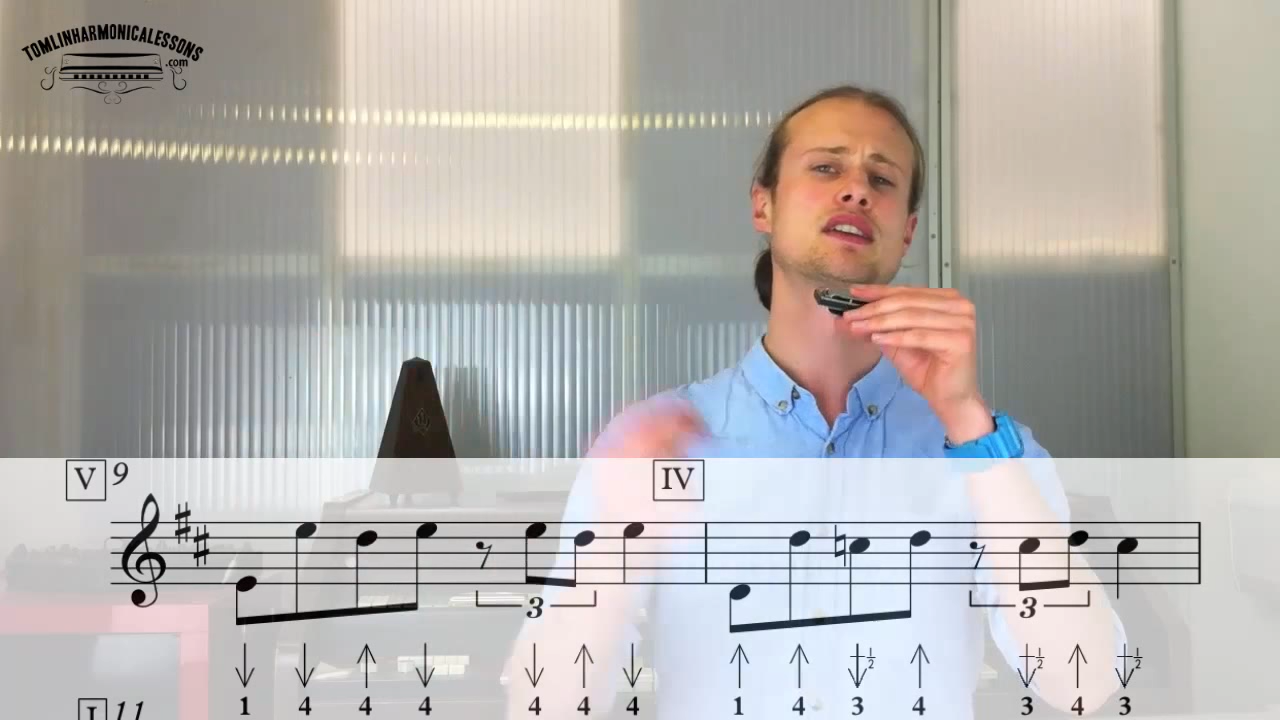 TOMLINHARMONICALESSONS
.com
V 9 IV
3 3
-½ -½ -½
1 4 4 4 4 4 4 1 4 3 4 3 4 3
I 11